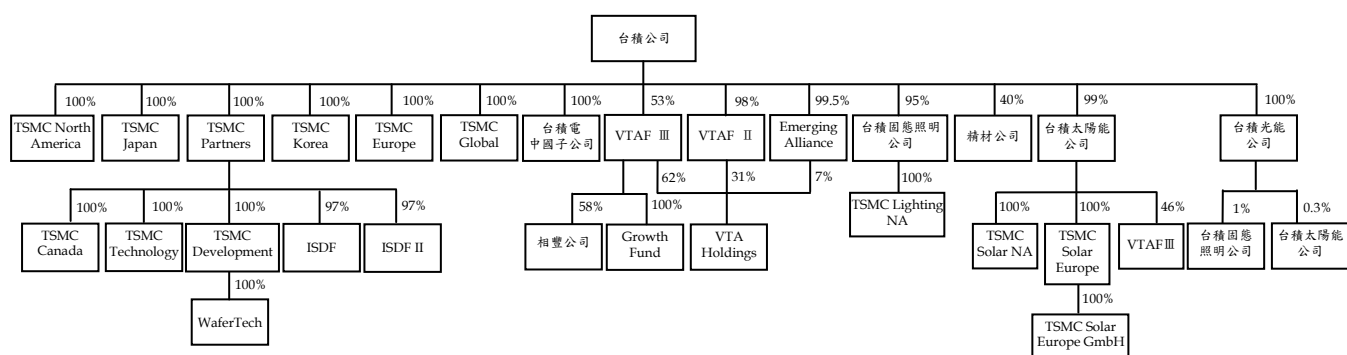 台積公司
100%
100%
100%
100%
100%
100%
100%
53%
98%
99.5%
95%
40%
99%
100%
TSMC North
America
TSMC
Japan
TSMC
Partners
TSMC
Korea
TSMC
Europe
TSMC
Global
台積電
中國子公司
VTAF III
VTAF II
Emerging
Alliance
台積固態照明
公司
精材公司
台積太陽能
公司
台積光能
公司
62%
31%
7%
100%
100%
100%
100%
97%
97%
58%
100%
TSMC Lighting
NA
100%
100%
46%
1%
0.3%
TSMC
Canada
TSMC
Technology
TSMC
Development
ISDF
ISDF II
相豐公司
Growth
Fund
VTA
Holdings
TSMC
Solar NA
TSMC
Solar
Europe
VTAFIII
台積固態
照明公司
台積太陽能
公司
100%
100%
WaferTech
TSMC Solar
Europe GmbH